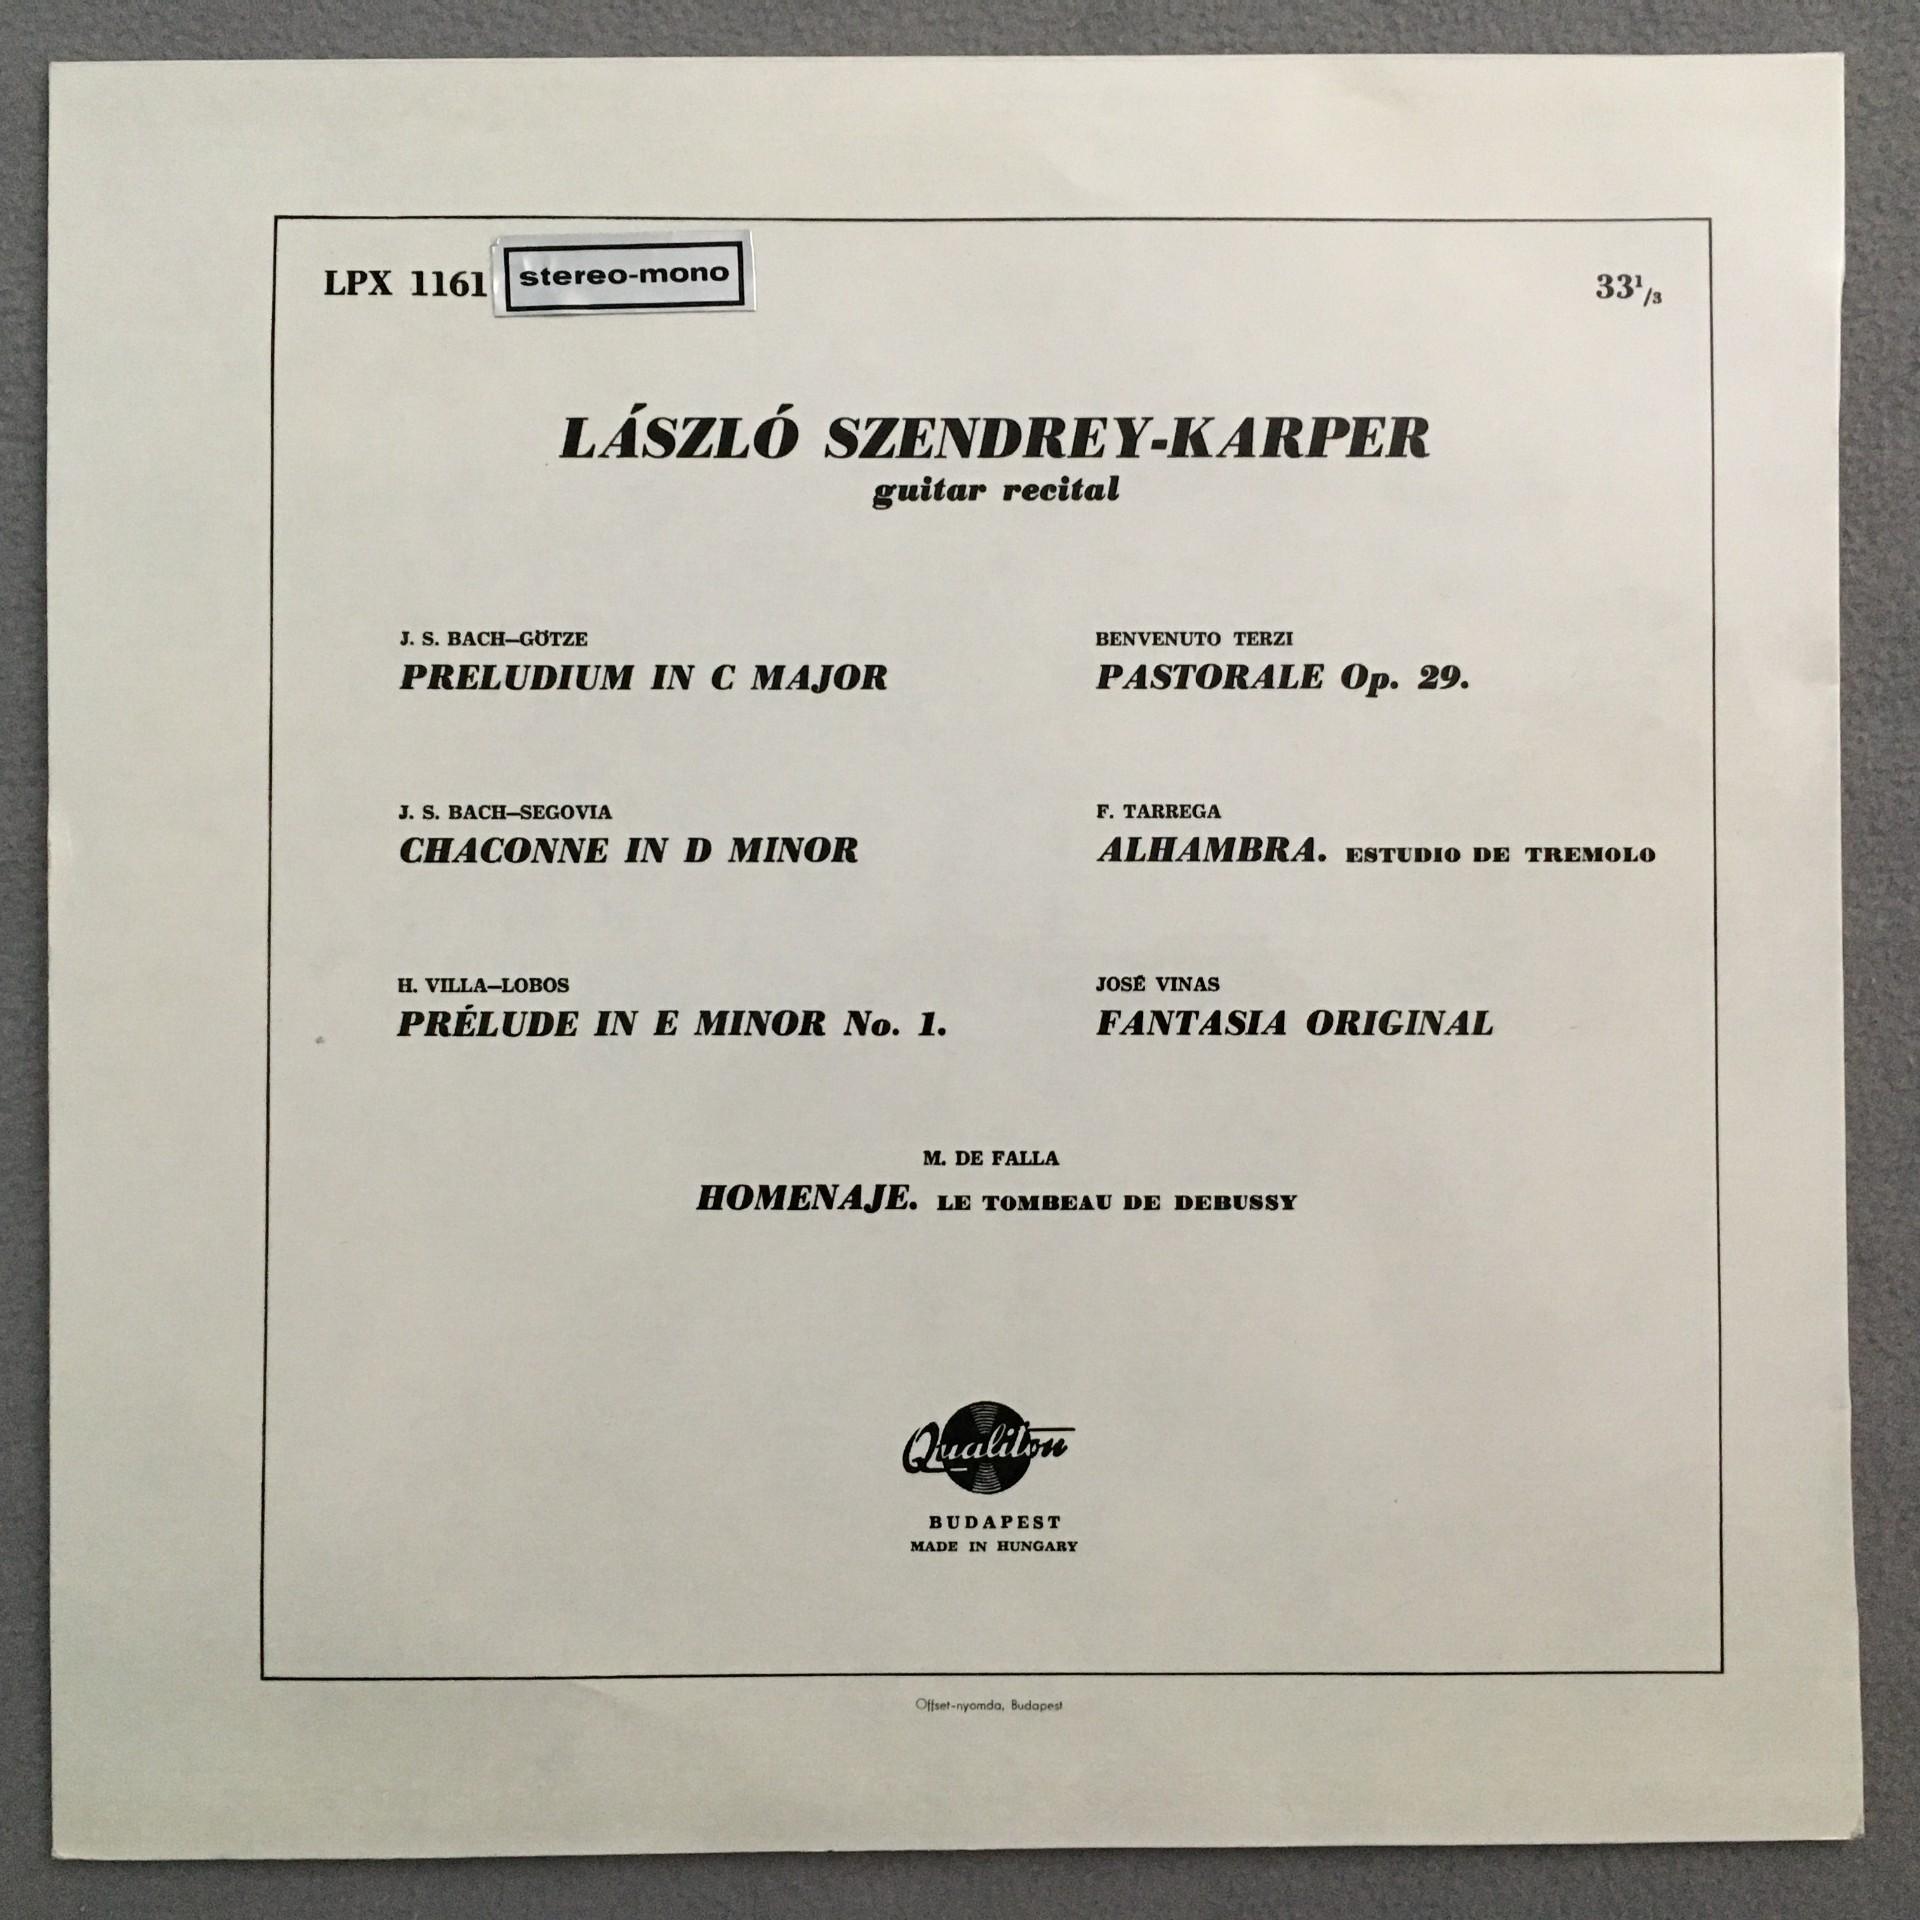 LPX 1161 stereo-mono 33 1/3
LÁSZLÓ SZENDREY-KARPER
guitar recital
J. S. BACH–GÖTZE
PRELUDIUM IN C MAJOR
J. S. BACH–SEGOVIA
CHACONNE IN D MINOR
H. VILLA–LOBOS
PRÉLUDE IN E MINOR No. 1.
BENVENUTO TERZI
PASTORALE Op. 29.
F. TARREGA
ALHAMBRA. ESTUDIO DE TREMOLO
JOSÉ VINAS
FANTASIA ORIGINAL
M. DE FALLA
HOMENAJE. LE TOMBEAU DE DEBUSSY
Qualiton
BUDAPEST
MADE IN HUNGARY
Offset-nyomda, Budapest